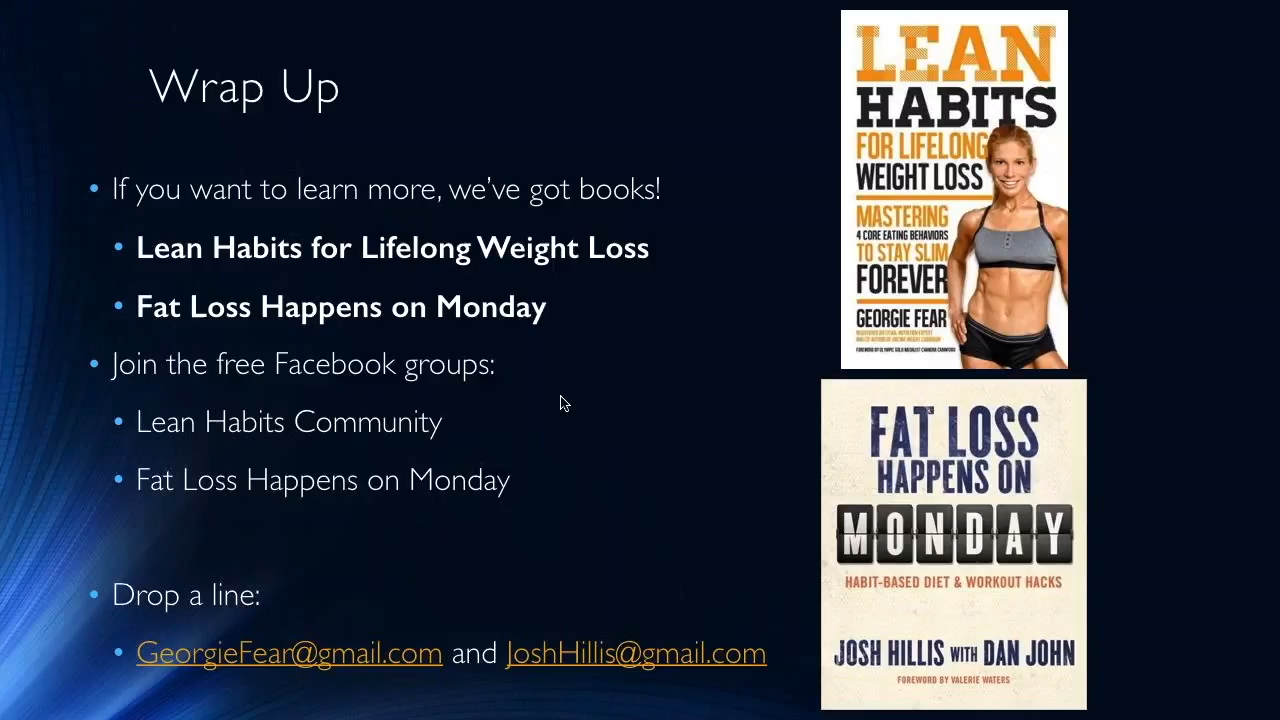 Wrap Up
• If you want to learn more, we've got books!
• Lean Habits for Lifelong Weight Loss
• Fat Loss Happens on Monday
• Join the free Facebook groups:
• Lean Habits Community
• Fat Loss Happens on Monday
• Drop a line:
• GeorgieFear@gmail.com and JoshHillis@gmail.com
LEAN
HABITS
FOR LIFELONG
WEIGHT LOSS
MASTERING
4 CORE EATING BEHAVIORS
TO STAY SLIM
FOREVER
GEORGIE FEAR
FAT LOSS
HAPPENS ON
MONDAY
HABIT-BASED DIET & WORKOUT HACKS
JOSH HILLIS WITH DAN JOHN
FOREWORD BY VALERIE WATERS